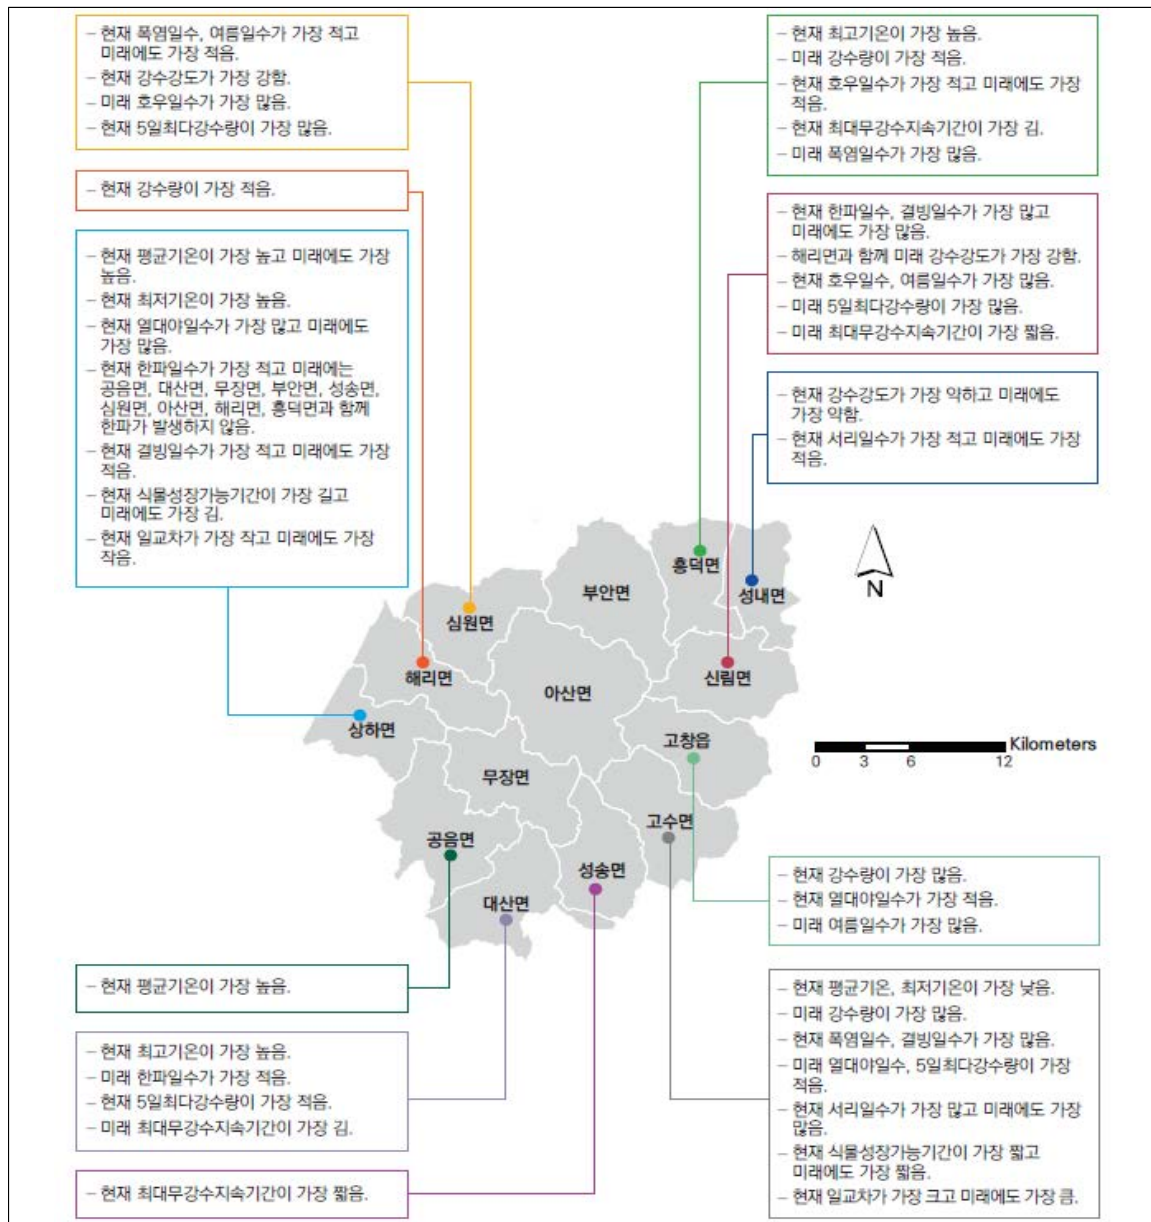 – 현재 폭염일수, 여름일수가 가장 적고
미래에도 가장 적음.
– 현재 강수강도가 가장 강함.
– 미래 호우일수가 가장 많음.
– 현재 5일최다강수량이 가장 많음.
– 현재 강수량이 가장 적음.
– 현재 평균기온이 가장 높고 미래에도 가장
높음.
– 현재 최저기온이 가장 높음.
– 현재 열대야일수가 가장 많고 미래에도
가장 많음.
– 현재 한파일수가 가장 적고 미래에는
공음면, 대산면, 무장면, 부안면, 성송면,
심원면, 아산면, 해리면, 흥덕면과 함께
한파가 발생하지 않음.
– 현재 결빙일수가 가장 적고 미래에도 가장
적음.
– 현재 식물성장가능기간이 가장 길고
미래에도 가장 김.
– 현재 일교차가 가장 작고 미래에도 가장
작음.
– 현재 최고기온이 가장 높음.
– 미래 강수량이 가장 적음.
– 현재 호우일수가 가장 적고 미래에도 가장
적음.
– 현재 최대무강수지속기간이 가장 김.
– 미래 폭염일수가 가장 많음.
– 현재 한파일수, 결빙일수가 가장 많고
미래에도 가장 많음.
– 해리면과 함께 미래 강수강도가 가장 강함.
– 현재 호우일수, 여름일수가 가장 많음.
– 미래 5일최다강수량이 가장 많음.
– 미래 최대무강수지속기간이 가장 짧음.
– 현재 강수강도가 가장 약하고 미래에도
가장 약함.
– 현재 서리일수가 가장 적고 미래에도 가장
적음.
흥덕면
부안면
성내면
N
심원면
해리면
아산면
신림면
상하면
고창읍
Kilometers
0 3 6 12
무장면
고수면
공음면
성송면
대산면
– 현재 강수량이 가장 많음.
– 현재 열대야일수가 가장 적음.
– 미래 여름일수가 가장 많음.
– 현재 평균기온이 가장 높음.
– 현재 최고기온이 가장 높음.
– 미래 한파일수가 가장 적음.
– 현재 5일최다강수량이 가장 적음.
– 미래 최대무강수지속기간이 가장 김.
– 현재 최대무강수지속기간이 가장 짧음.
– 현재 평균기온, 최저기온이 가장 낮음.
– 미래 강수량이 가장 많음.
– 현재 폭염일수, 결빙일수가 가장 많음.
– 미래 열대야일수, 5일최다강수량이 가장
적음.
– 현재 서리일수가 가장 많고 미래에도 가장
많음.
– 현재 식물성장가능기간이 가장 짧고
미래에도 가장 짧음.
– 현재 일교차가 가장 크고 미래에도 가장 큼.